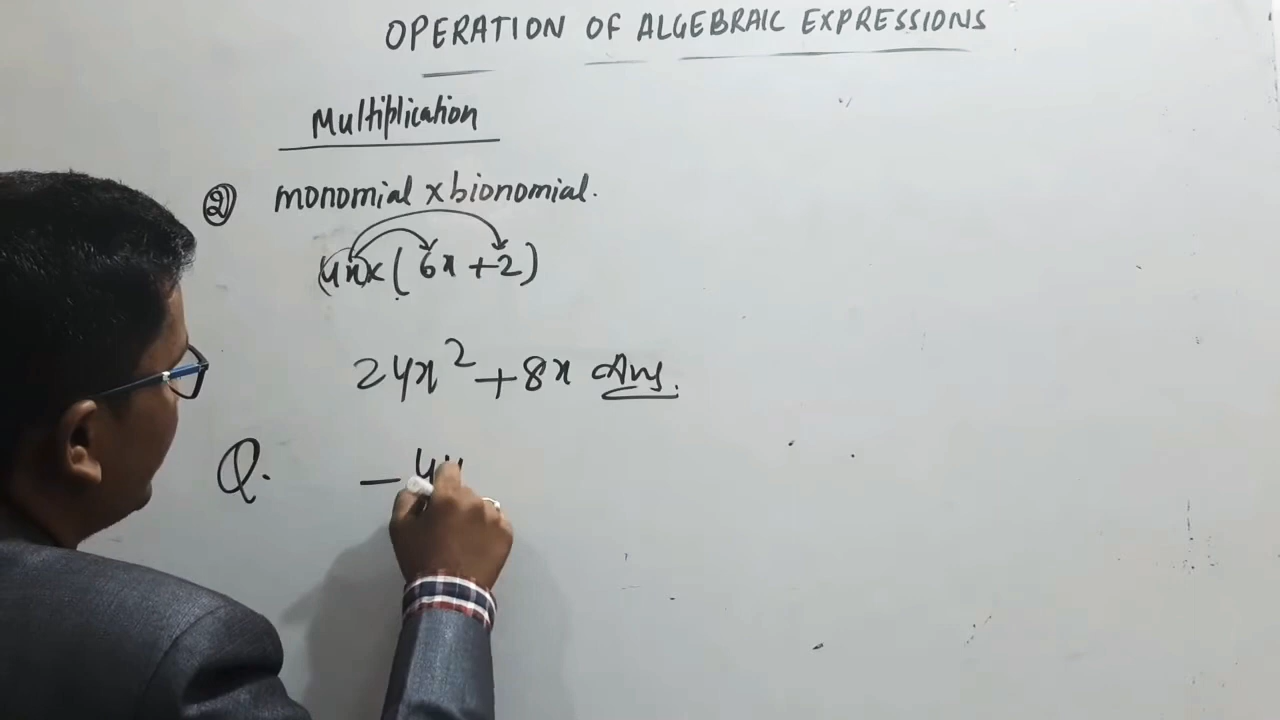 OPERATION OF ALGEBRAIC EXPRESSIONS
Multiplication
② monomial x bionomial.
(4x)x(6x+2)
24x²+8x Ans.
Q. -4